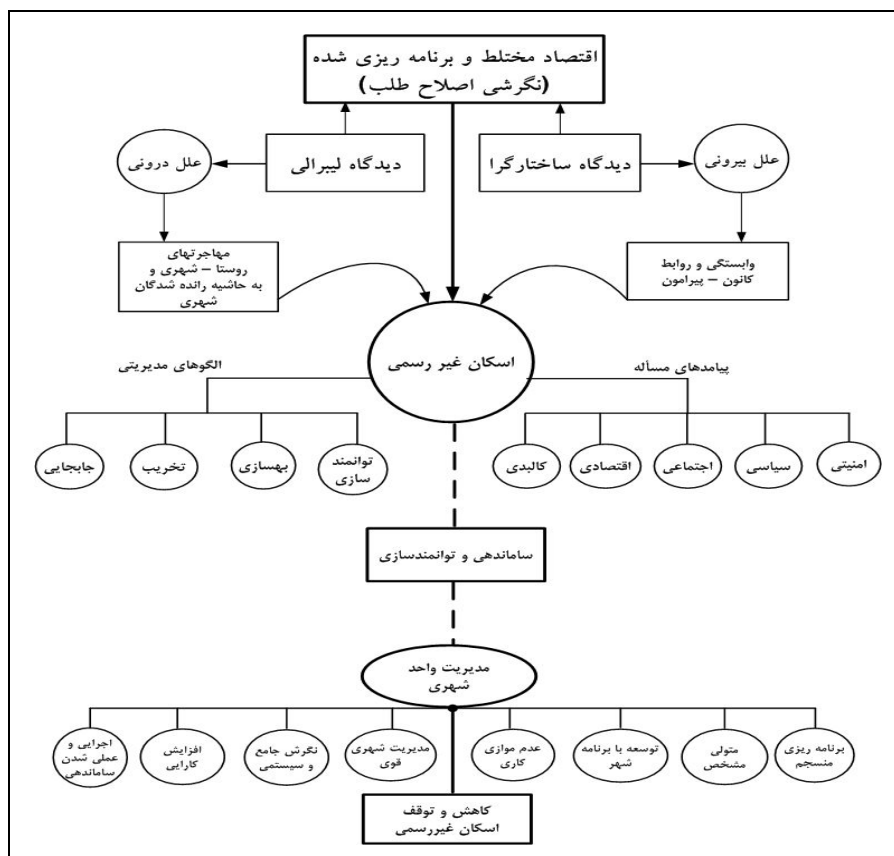 اقتصاد مختلط و برنامه ریزی شده
(نگرشی اصلاح طلب)
علل بیرونی
دیدگاه ساختارگرا
دیدگاه لیبرالی
علل درونی
وابستگی و روابط
کانون – پیرامون
مهاجرتهای
روستا – شهری و
به حاشیه رانده شدگان
شهری
اسکان غیر رسمی
پیامدهای مسأله
الگوهای مدیریتی
امنیتی
سیاسی
اجتماعی
اقتصادی
کالبدی
توانمند
سازی
بهسازی
تخریب
جابجایی
ساماندهی و توانمندسازی
مدیریت واحد
شهری
برنامه ریزی
منسجم
متولی
مشخص
توسعه با برنامه
شهر
عدم موازی
کاری
مدیریت شهری
قوی
نگرش جامع
و سیستمی
افزایش
کارایی
اجرایی و
عملی شدن
ساماندهی
کاهش و توقف
اسکان غیررسمی